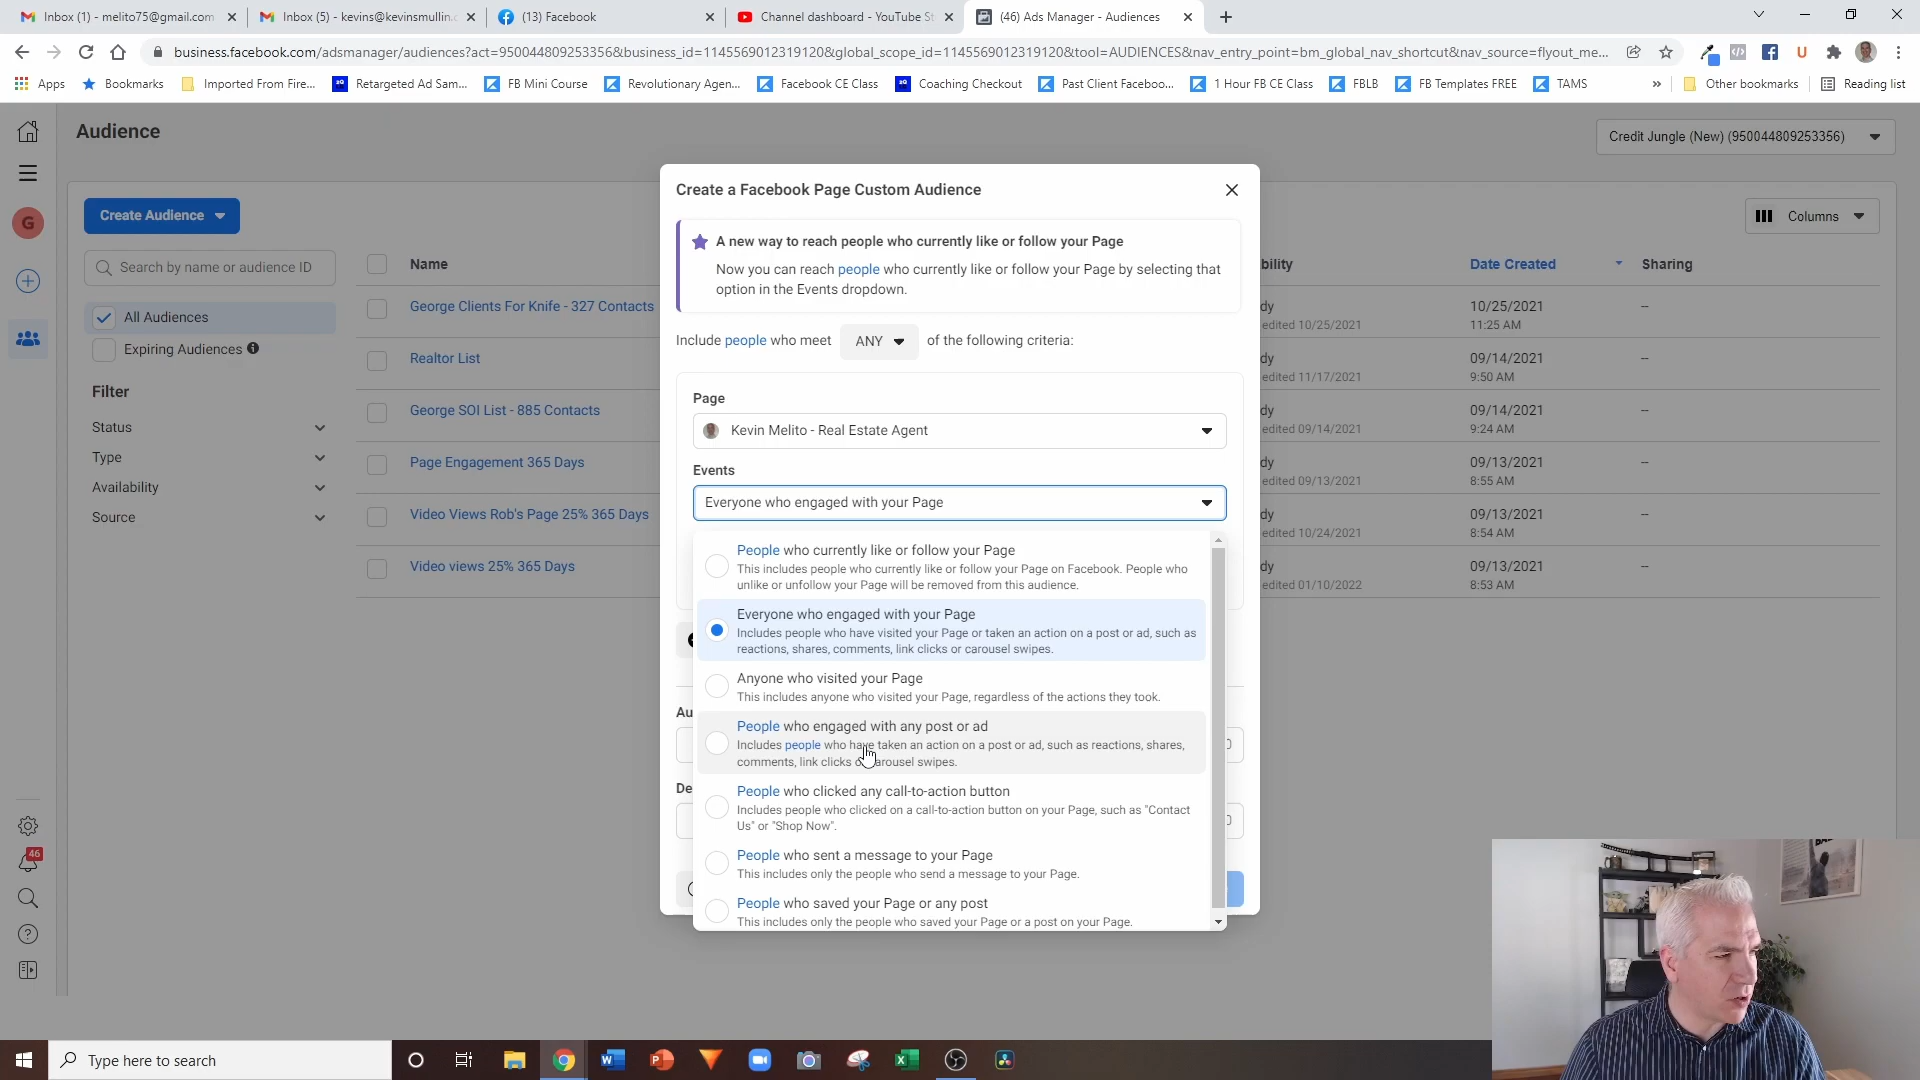 Inbox (1) - melito75@gmail.com
Inbox (5) - kevins@kevinsmullin.c
(13) Facebook
Channel dashboard - YouTube St
(46) Ads Manager - Audiences
business.facebook.com/adsmanager/audiences?act=950044809253356&business_id=1145569012319120&global_scope_id=1145569012319120&tool=AUDIENCES&nav_entry_point=bm_global_nav_shortcut&nav_source=flyout_me...
Apps
Bookmarks
Imported From Fire...
Retargeted Ad Sam...
FB Mini Course
Revolutionary Agen...
Facebook CE Class
Coaching Checkout
Past Client Faceboo...
1 Hour FB CE Class
FBLB
FB Templates FREE
TAMS
»
Other bookmarks
Reading list
Audience
Credit Jungle (New) (950044809253356)
G
Create Audience
Columns
Search by name or audience ID
All Audiences
Expiring Audiences
Filter
Status
Type
Availability
Source
Name
bility
Date Created
Sharing
George Clients For Knife - 327 Contacts
dy
edited 10/25/2021
10/25/2021
11:25 AM
--
Realtor List
dy
edited 11/17/2021
09/14/2021
9:50 AM
--
George SOI List - 885 Contacts
dy
edited 09/14/2021
09/14/2021
9:24 AM
--
Page Engagement 365 Days
dy
edited 09/13/2021
09/13/2021
8:55 AM
--
Video Views Rob's Page 25% 365 Days
dy
edited 10/24/2021
09/13/2021
8:54 AM
--
Video views 25% 365 Days
dy
edited 01/10/2022
09/13/2021
8:53 AM
--
Create a Facebook Page Custom Audience
A new way to reach people who currently like or follow your Page
Now you can reach people who currently like or follow your Page by selecting that
option in the Events dropdown.
Include people who meet ANY of the following criteria:
Page
Kevin Melito - Real Estate Agent
Events
Everyone who engaged with your Page
People who currently like or follow your Page
This includes people who currently like or follow your Page on Facebook. People who
unlike or unfollow your Page will be removed from this audience.
Everyone who engaged with your Page
Includes people who have visited your Page or taken an action on a post or ad, such as
reactions, shares, comments, link clicks or carousel swipes.
Anyone who visited your Page
This includes anyone who visited your Page, regardless of the actions they took.
Au
People who engaged with any post or ad
Includes people who have taken an action on a post or ad, such as reactions, shares,
comments, link clicks or carousel swipes.
De
People who clicked any call-to-action button
Includes people who clicked on a call-to-action button on your Page, such as "Contact
Us" or "Shop Now".
People who sent a message to your Page
This includes only the people who send a message to your Page.
People who saved your Page or any post
This includes only the people who saved your Page or a post on your Page.
46
Type here to search